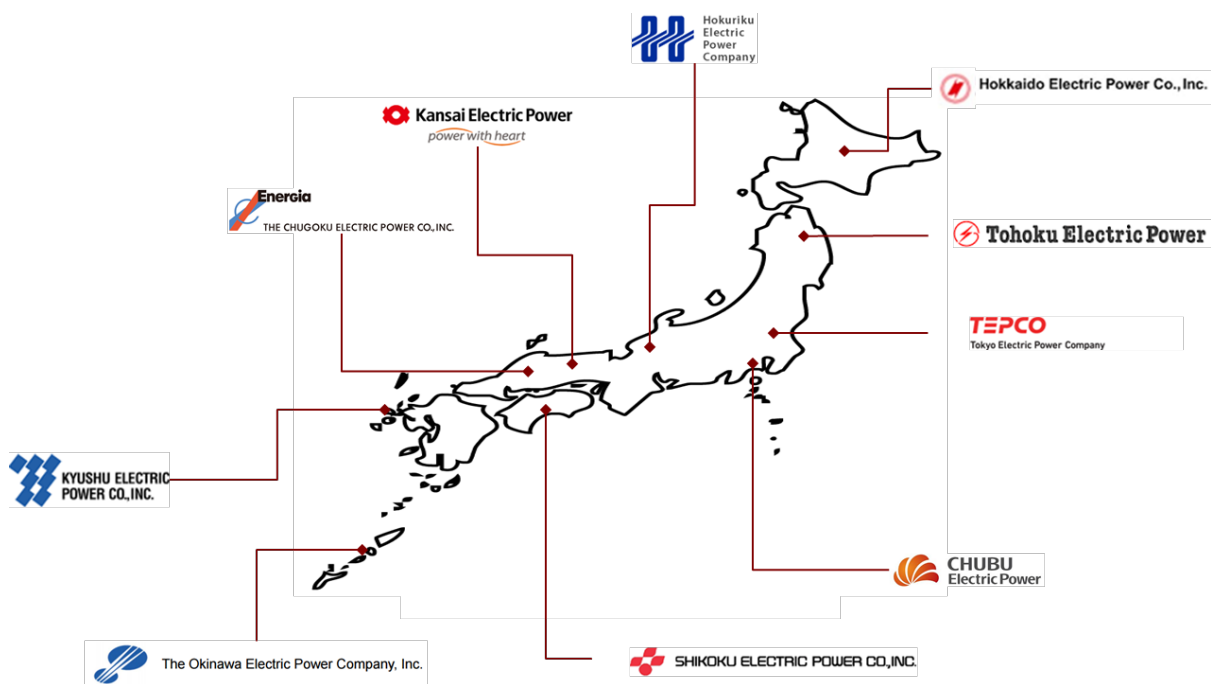 Hokuriku
Electric
Power
Company
Hokkaido Electric Power Co., Inc.
Kansai Electric Power
power with heart
Energia
THE CHUGOKU ELECTRIC POWER CO.,INC.
Tohoku Electric Power
TEPCO
Tokyo Electric Power Company
KYUSHU ELECTRIC
POWER CO.,INC.
CHUBU
Electric Power
The Okinawa Electric Power Company, Inc.
SHIKOKU ELECTRIC POWER CO.,INC.